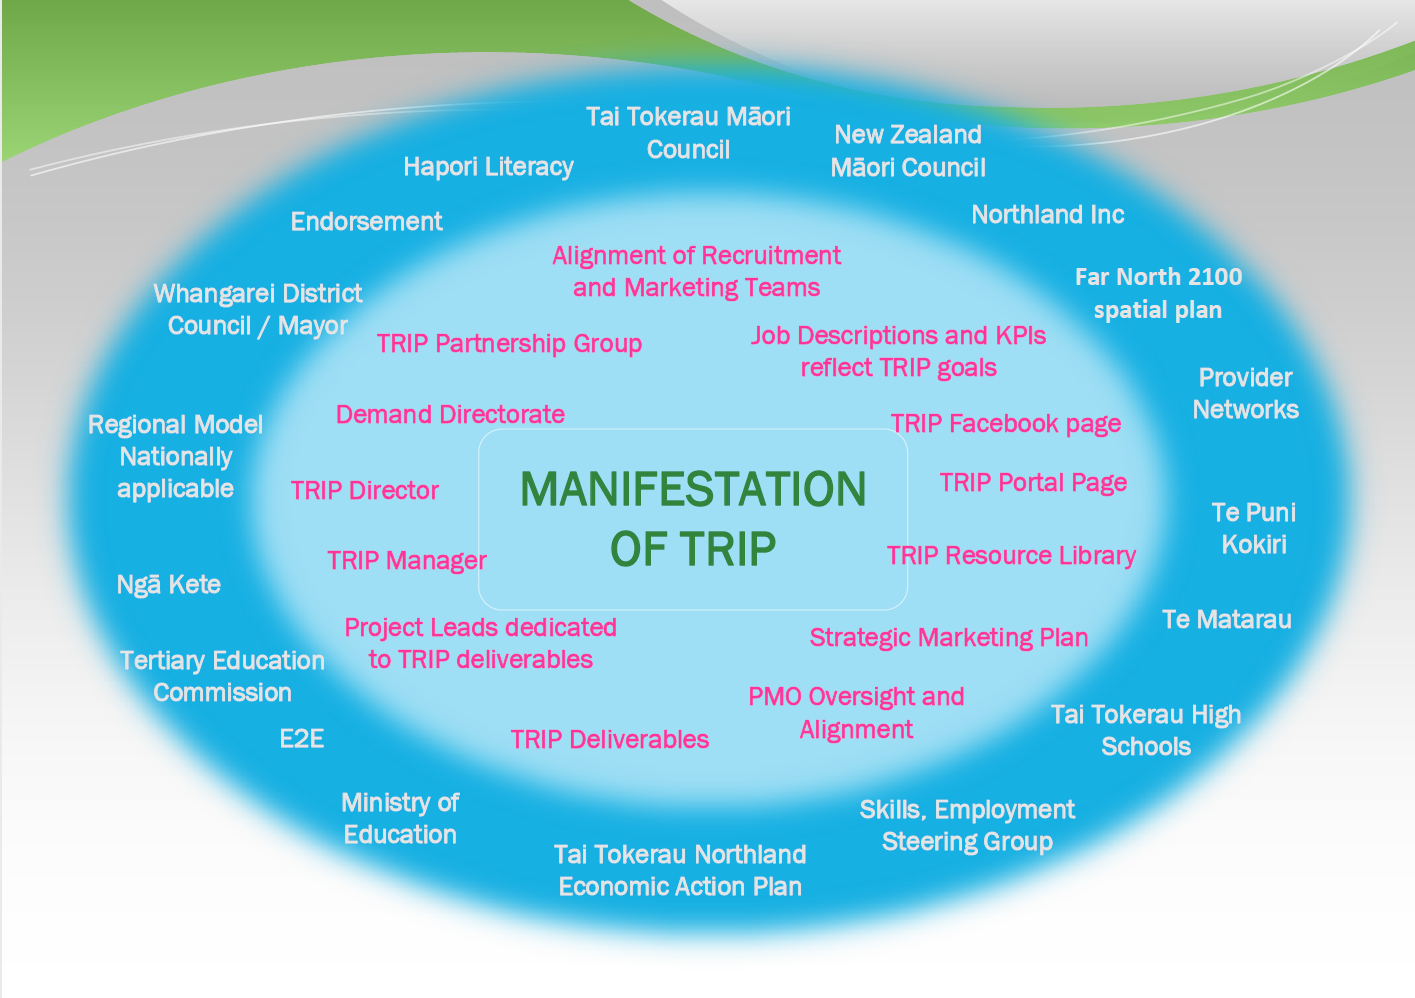 Tai Tokerau Māori
Council
New Zealand
Māori Council
Hapori Literacy
Northland Inc
Endorsement
Far North 2100
spatial plan
Whangarei District
Council / Mayor
Provider
Networks
Regional Model
Nationally
applicable
Te Puni
Kokiri
Ngā Kete
Te Matarau
Tertiary Education
Commission
Tai Tokerau High
Schools
E2E
Ministry of
Education
Skills, Employment
Steering Group
Tai Tokerau Northland
Economic Action Plan
Alignment of Recruitment
and Marketing Teams
TRIP Partnership Group
Job Descriptions and KPIs
reflect TRIP goals
Demand Directorate
TRIP Facebook page
TRIP Director
TRIP Portal Page
TRIP Manager
TRIP Resource Library
Project Leads dedicated
to TRIP deliverables
Strategic Marketing Plan
PMO Oversight and
Alignment
TRIP Deliverables
MANIFESTATION
OF TRIP